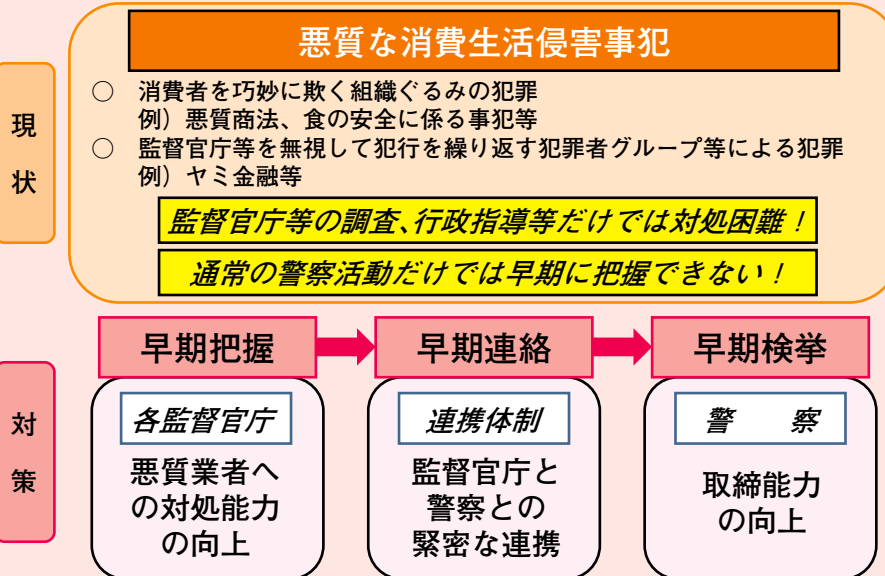 悪質な消費生活侵害事犯
現状
○ 消費者を巧妙に欺く組織ぐるみの犯罪
例）悪質商法、食の安全に係る事犯等
○ 監督官庁等を無視して犯行を繰り返す犯罪者グループ等による犯罪
例）ヤミ金融等
監督官庁等の調査、行政指導等だけでは対処困難！
通常の警察活動だけでは早期に把握できない！
対策
早期把握
各監督官庁
悪質業者へ
の対処能力
の向上
早期連絡
連携体制
監督官庁と
警察との
緊密な連携
早期検挙
警　察
取締能力
の向上